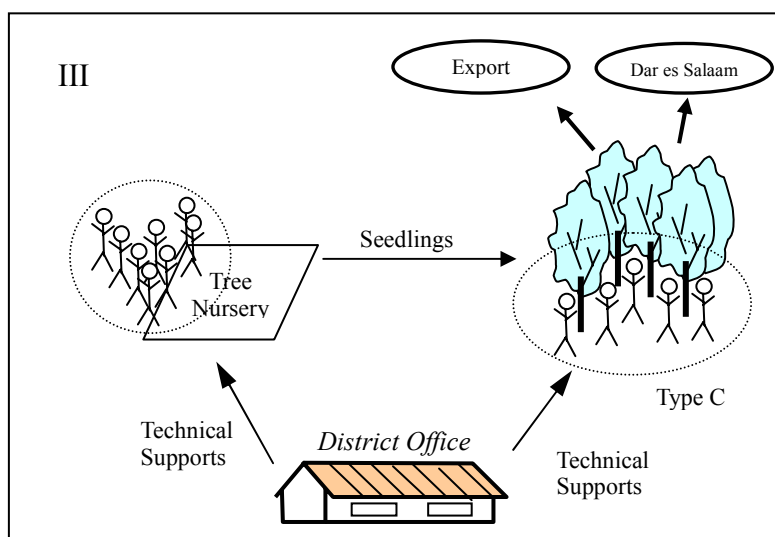 III
Export
Dar es Salaam
Seedlings
Tree
Nursery
Type C
Technical
Supports
District Office
Technical
Supports